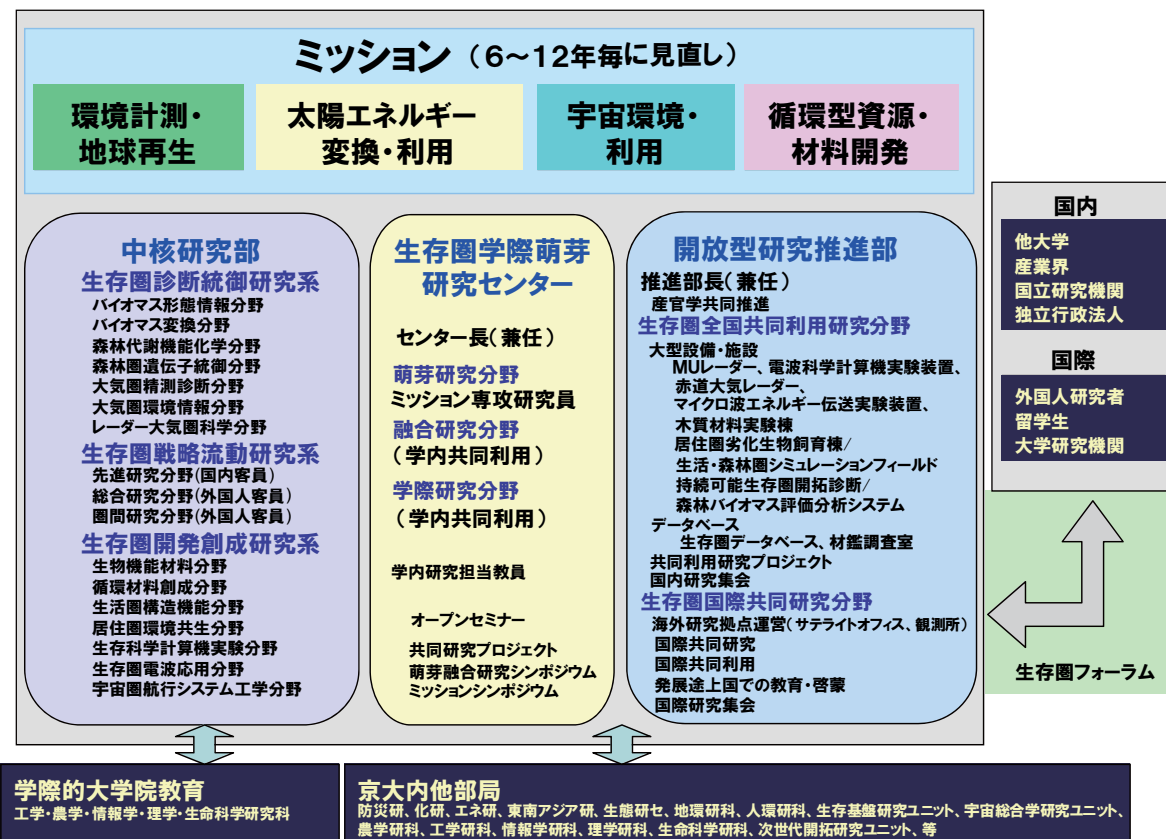 ミッション（6～12年毎に見直し）
環境計測・
地球再生
太陽エネルギー
変換・利用
宇宙環境・
利用
循環型資源・
材料開発
中核研究部
生存圏診断統御研究系
バイオマス形態情報分野
バイオマス変換分野
森林代謝機能化学分野
森林圏遺伝子統御分野
大気圏精測診断分野
大気圏環境情報分野
レーダー大気圏科学分野
生存圏戦略流動研究系
先進研究分野(国内客員)
総合研究分野(外国人客員)
圏間研究分野(外国人客員)
生存圏開発創成研究系
生物機能材料分野
循環材料創成分野
生活圏構造機能分野
居住圏環境共生分野
生存科学計算機実験分野
生存圏電波応用分野
宇宙圏航行システム工学分野
生存圏学際萌芽
研究センター
センター長(兼任)
萌芽研究分野
ミッション専攻研究員
融合研究分野
(学内共同利用)
学際研究分野
(学内共同利用)
学内研究担当教員
オープンセミナー
共同研究プロジェクト
萌芽融合研究シンポジウム
ミッションシンポジウム
開放型研究推進部
推進部長(兼任)
産官学共同推進
生存圏全国共同利用研究分野
大型設備・施設
MUレーダー、電波科学計算機実験装置、
赤道大気レーダー、
マイクロ波エネルギー伝送実験装置、
木質材料実験棟
居住圏劣化生物飼育棟/
生活・森林圏シミュレーションフィールド
持続可能生存圏開拓診断/
森林バイオマス評価分析システム
データベース
生存圏データベース、材鑑調査室
共同利用研究プロジェクト
国内研究集会
生存圏国際共同研究分野
海外研究拠点運営(サテライトオフィス、観測所)
国際共同研究
国際共同利用
発展途上国での教育・啓蒙
国際研究集会
国内
他大学
産業界
国立研究機関
独立行政法人
国際
外国人研究者
留学生
大学研究機関
生存圏フォーラム
学際的大学院教育
工学・農学・情報学・理学・生命科学研究科
京大内他部局
防災研、化研、エネ研、東南アジア研、生態研セ、地環研科、人環研科、生存基盤研究ユニット、宇宙総合学研究ユニット、
農学研科、工学研科、情報学研科、理学研科、生命科学研科、次世代開拓研究ユニット、等